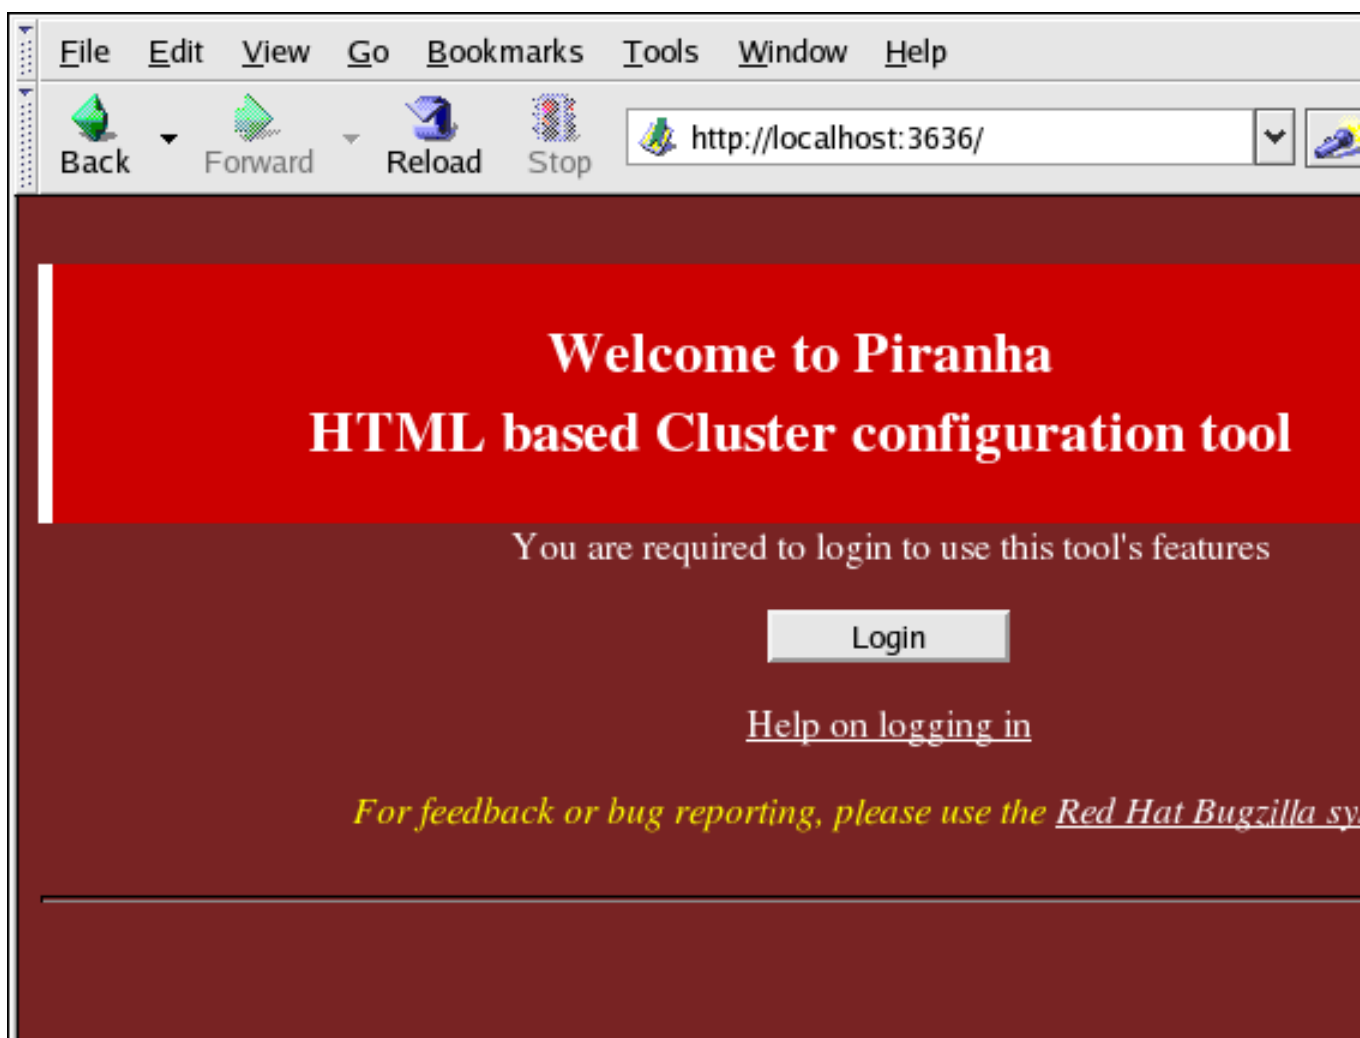 File Edit View Go Bookmarks Tools Window Help
Back Forward Reload Stop http://localhost:3636/
Welcome to Piranha
HTML based Cluster configuration tool
You are required to login to use this tool's features
Login
Help on logging in
For feedback or bug reporting, please use the Red Hat Bugzilla